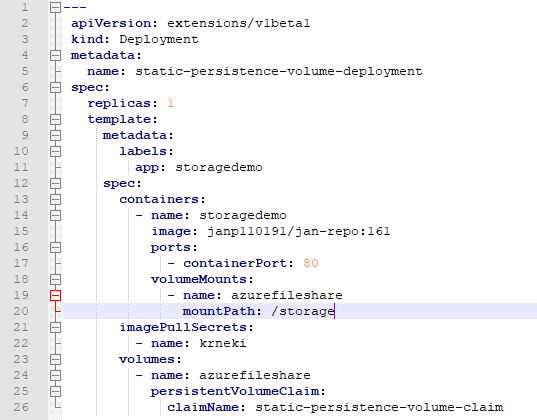 1 ---
2 apiVersion: extensions/v1beta1
3 kind: Deployment
4 metadata:
5   name: static-persistence-volume-deployment
6 spec:
7   replicas: 1
8   template:
9     metadata:
10       labels:
11         app: storagedemo
12     spec:
13       containers:
14         - name: storagedemo
15           image: janp110191/jan-repo:161
16           ports:
17             - containerPort: 80
18           volumeMounts:
19             - name: azurefileshare
20               mountPath: /storage
21       imagePullSecrets:
22         - name: krneki
23       volumes:
24         - name: azurefileshare
25           persistentVolumeClaim:
26             claimName: static-persistence-volume-claim